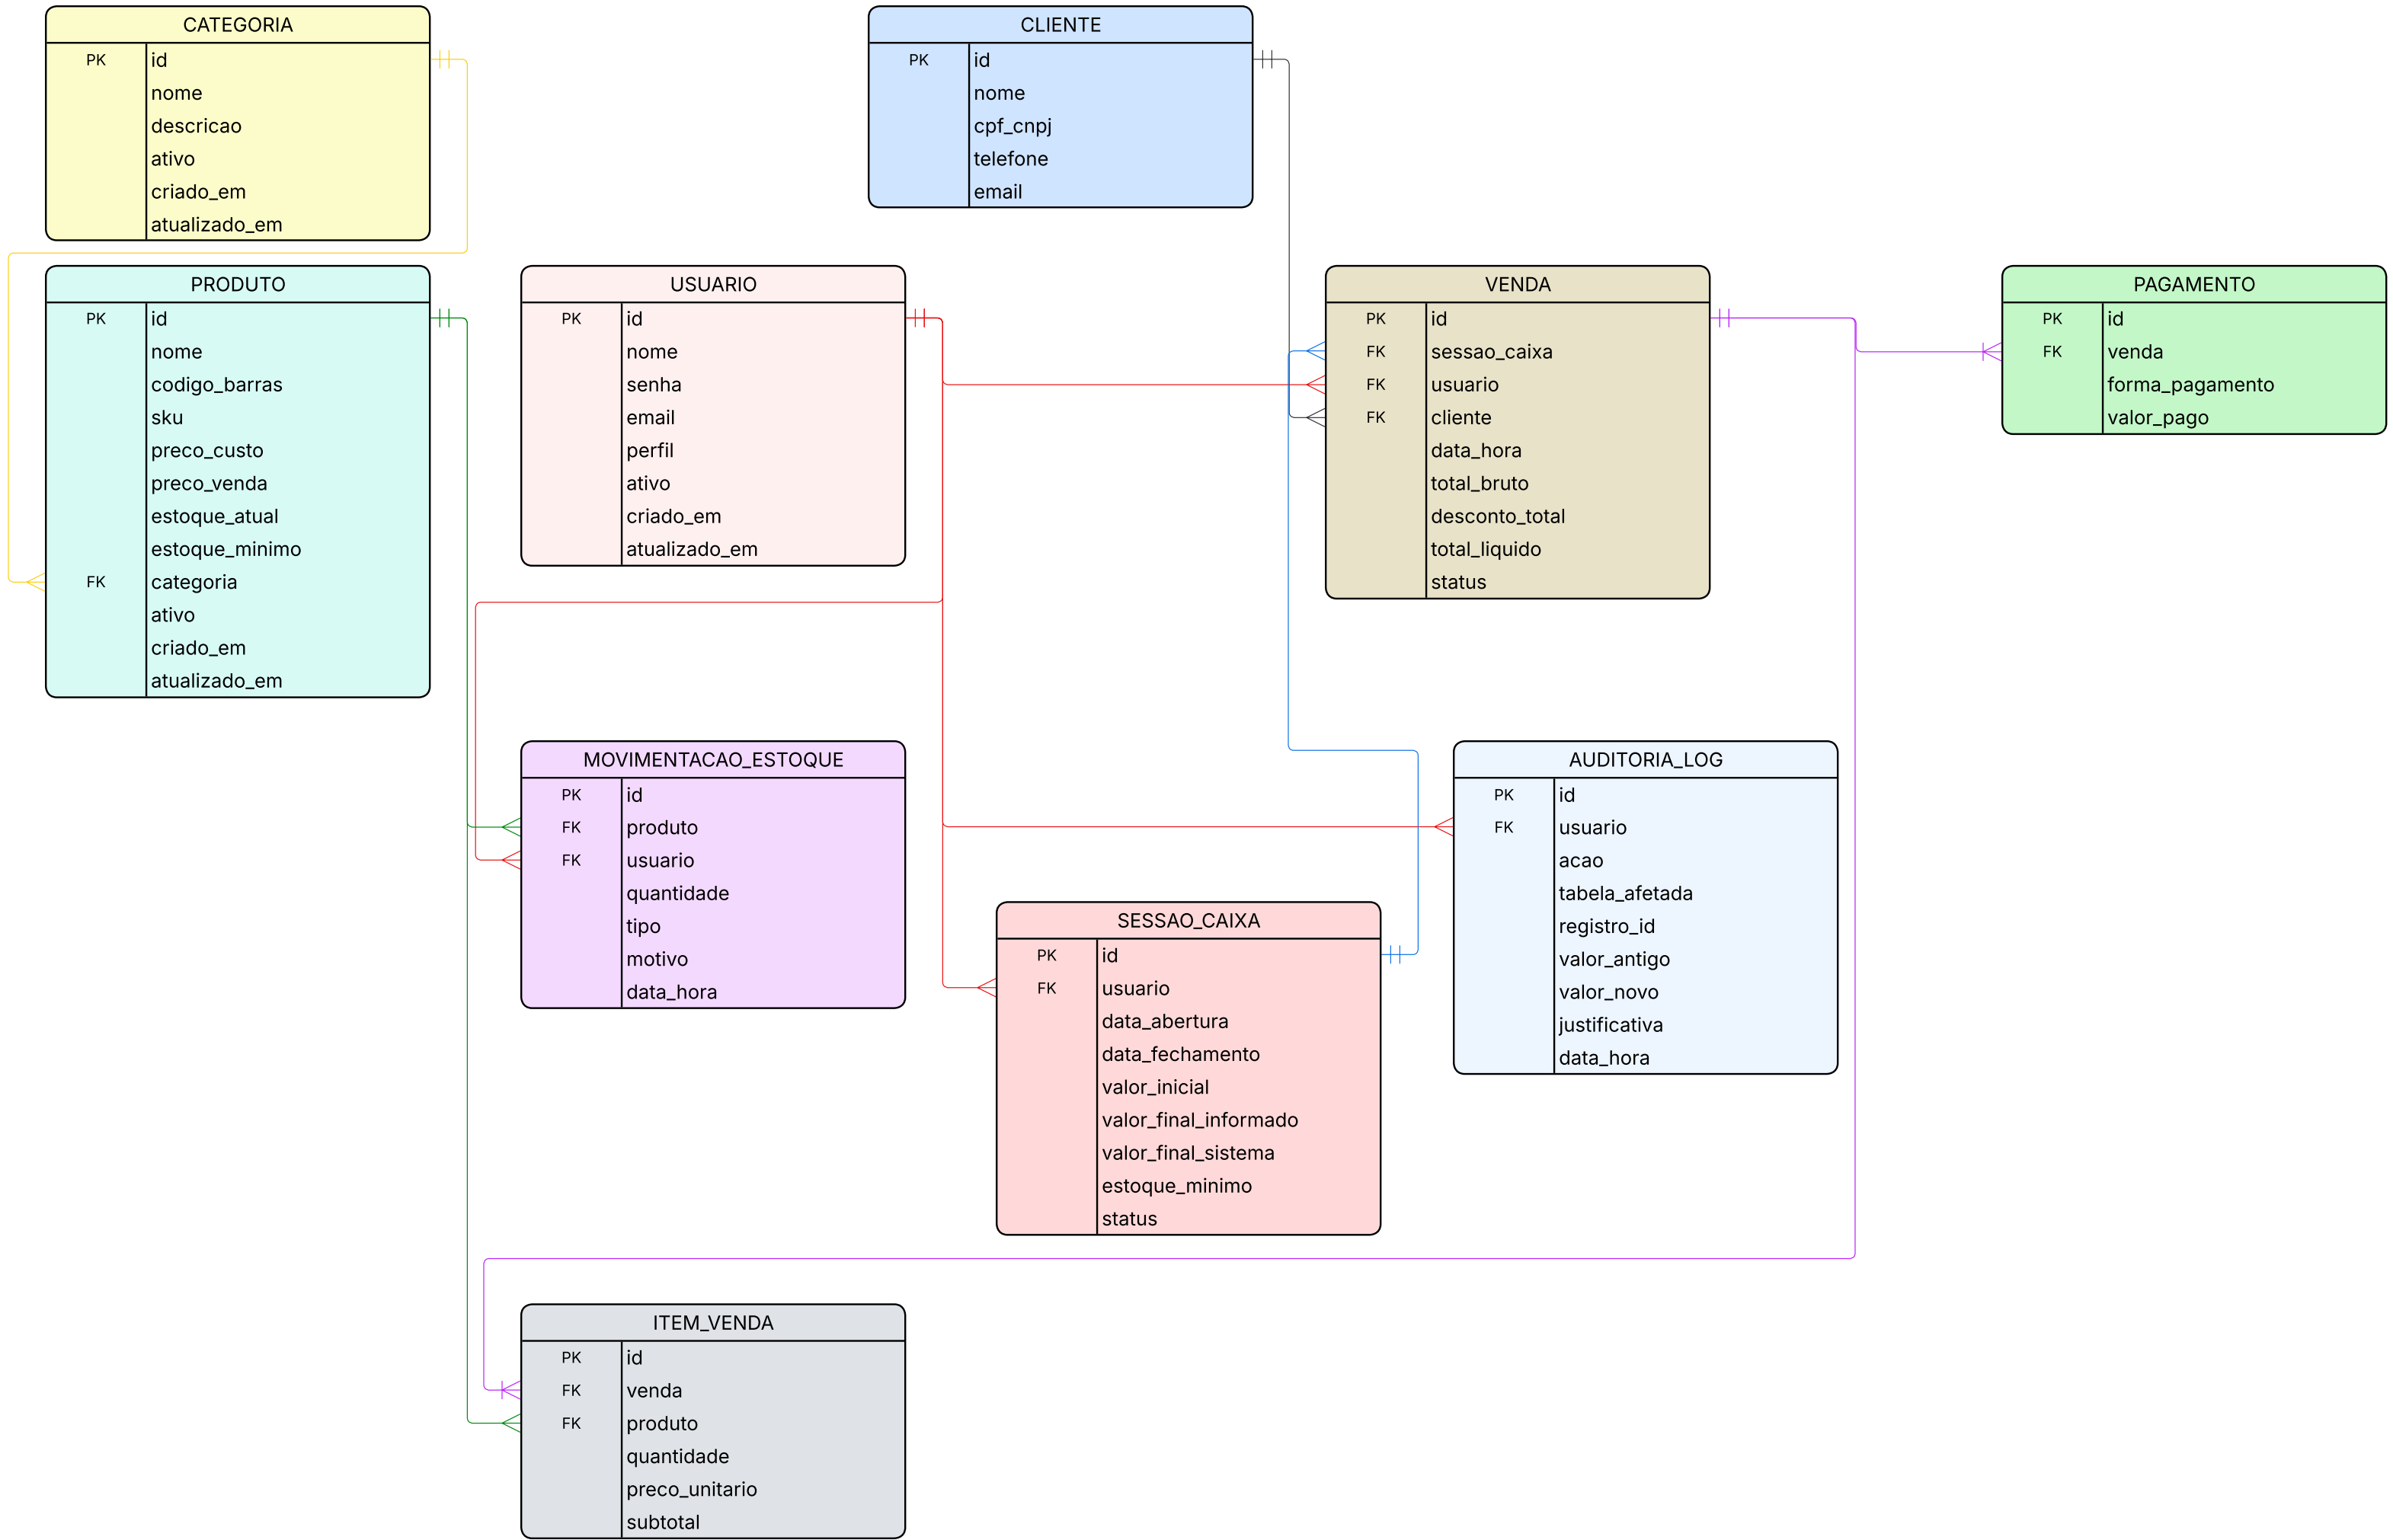 CATEGORIA
PK id
nome
descricao
ativo
criado_em
atualizado_em
CLIENTE
PK id
nome
cpf_cnpj
telefone
email
PRODUTO
PK id
nome
codigo_barras
sku
preco_custo
preco_venda
estoque_atual
estoque_minimo
FK categoria
ativo
criado_em
atualizado_em
USUARIO
PK id
nome
senha
email
perfil
ativo
criado_em
atualizado_em
VENDA
PK id
FK sessao_caixa
FK usuario
FK cliente
data_hora
total_bruto
desconto_total
total_liquido
status
PAGAMENTO
PK id
FK venda
forma_pagamento
valor_pago
MOVIMENTACAO_ESTOQUE
PK id
FK produto
FK usuario
quantidade
tipo
motivo
data_hora
SESSAO_CAIXA
PK id
FK usuario
data_abertura
data_fechamento
valor_inicial
valor_final_informado
valor_final_sistema
estoque_minimo
status
AUDITORIA_LOG
PK id
FK usuario
acao
tabela_afetada
registro_id
valor_antigo
valor_novo
justificativa
data_hora
ITEM_VENDA
PK id
FK venda
FK produto
quantidade
preco_unitario
subtotal